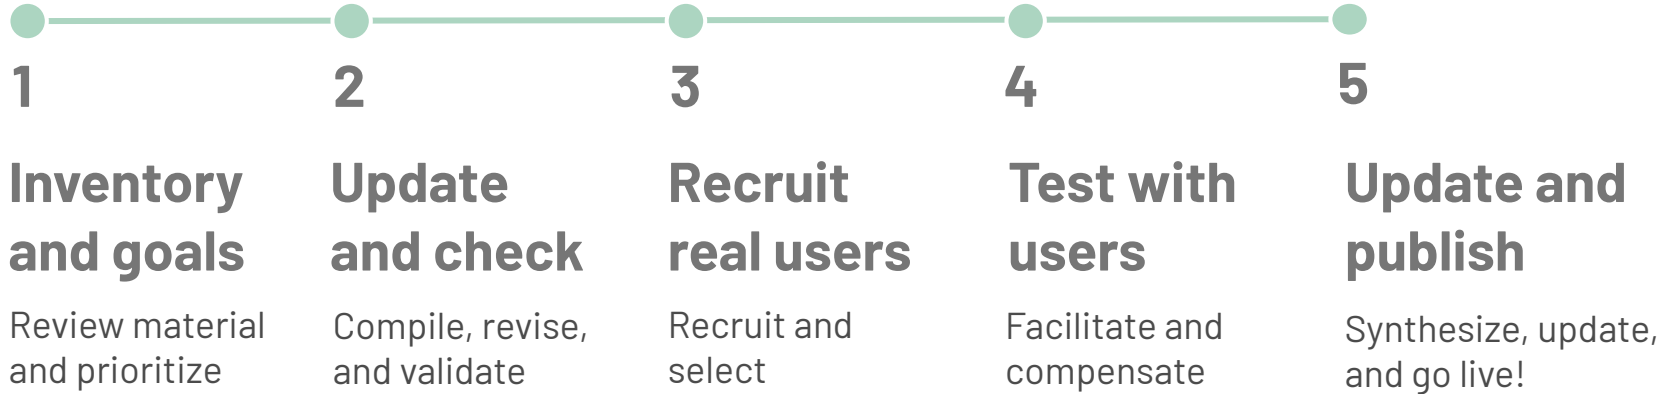 1
Inventory
and goals
Review material
and prioritize
2
Update
and check
Compile, revise,
and validate
3
Recruit
real users
Recruit and
select
4
Test with
users
Facilitate and
compensate
5
Update and
publish
Synthesize, update,
and go live!